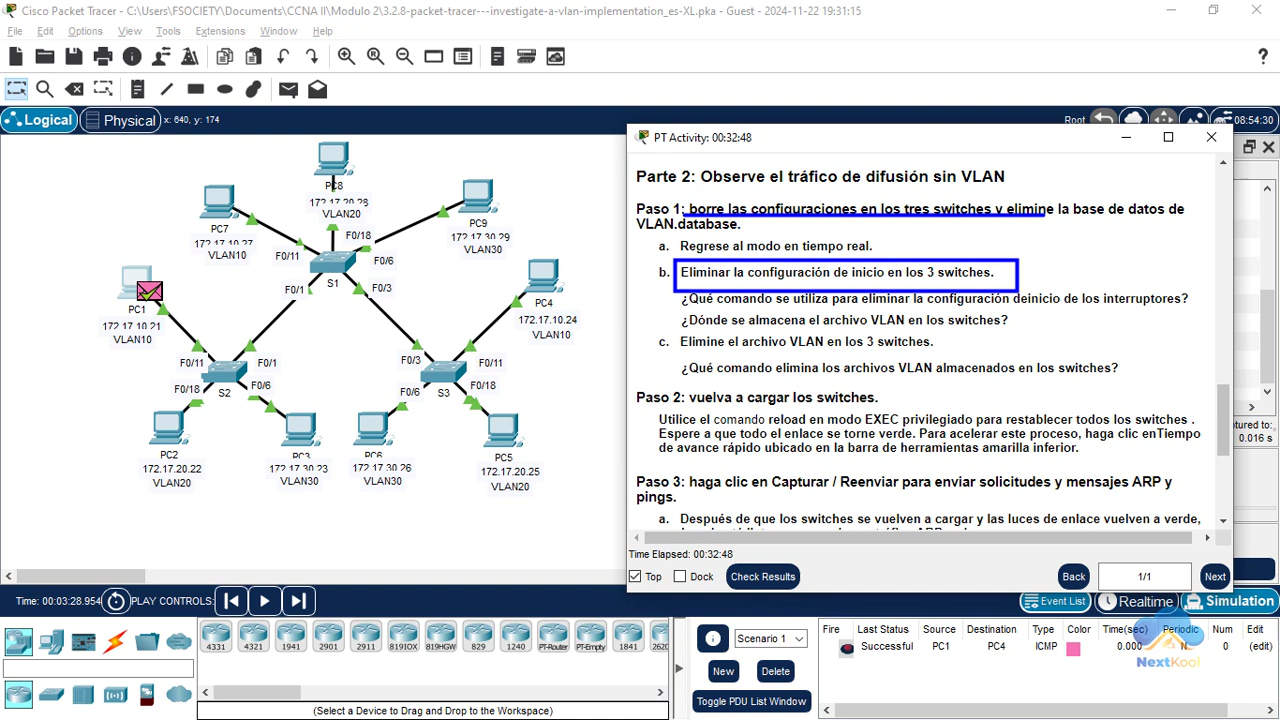 Cisco Packet Tracer - C:\Users\FSOCIETY\Documents\CCNA II\Modulo 2\3.2.8-packet-tracer---investigate-a-vlan-implementation_es-XL.pka - Guest - 2024-11-22 19:31:15
File Edit Options View Tools Extensions Window Help
Logical Physical x: 640, y: 174 Root 08:54:30
PC8
172.17.20.28
VLAN20
PC7
172.17.10.27
VLAN10
PC9
172.17.30.29
VLAN30
F0/18
F0/11
F0/6
S1
F0/1
F0/3
PC1
172.17.10.21
VLAN10
PC4
172.17.10.24
VLAN10
F0/11
F0/1
F0/18
F0/6
S2
F0/3
F0/11
F0/6
F0/18
S3
PC2
172.17.20.22
VLAN20
PC3
172.17.30.23
VLAN30
PC6
172.17.30.26
VLAN30
PC5
172.17.20.25
VLAN20
PT Activity: 00:32:48
Parte 2: Observe el tráfico de difusión sin VLAN
Paso 1: borre las configuraciones en los tres switches y elimine la base de datos de
VLAN.database.
a. Regrese al modo en tiempo real.
b. Eliminar la configuración de inicio en los 3 switches.
¿Qué comando se utiliza para eliminar la configuración deinicio de los interruptores?
¿Dónde se almacena el archivo VLAN en los switches?
c. Elimine el archivo VLAN en los 3 switches.
¿Qué comando elimina los archivos VLAN almacenados en los switches?
Paso 2: vuelva a cargar los switches.
Utilice el comando reload en modo EXEC privilegiado para restablecer todos los switches .
Espere a que todo el enlace se torne verde. Para acelerar este proceso, haga clic enTiempo
de avance rápido ubicado en la barra de herramientas amarilla inferior.
Paso 3: haga clic en Capturar / Reenviar para enviar solicitudes y mensajes ARP y
pings.
a. Después de que los switches se vuelven a cargar y las luces de enlace vuelven a verde,
Time Elapsed: 00:32:48
Top Dock Check Results Back 1/1 Next
tured to:
0.016 s
Time: 00:03:28.954 PLAY CONTROLS:
Event List Realtime Simulation
4331 4321 1941 2901 2911 819IOX 819HGW 829 1240 PT-Router PT-Empty 1841 2620
(Select a Device to Drag and Drop to the Workspace)
Scenario 1
New Delete
Toggle PDU List Window
Fire Last Status Source Destination Type Color Time(sec) Periodic Num Edit
Successful PC1 PC4 ICMP 0.000 N 0 (edit)
NextKool